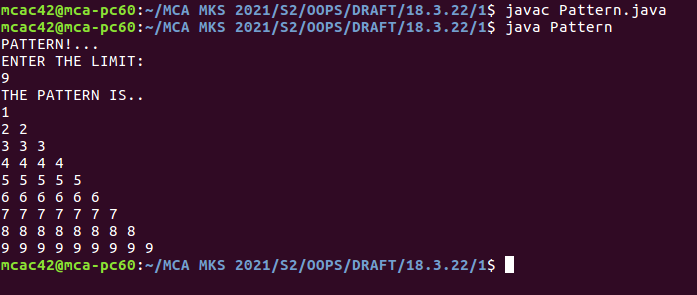 mcac42@mca-pc60:~/MCA MKS 2021/S2/OOPS/DRAFT/18.3.22/1$ javac Pattern.java
mcac42@mca-pc60:~/MCA MKS 2021/S2/OOPS/DRAFT/18.3.22/1$ java Pattern
PATTERN!...
ENTER THE LIMIT:
9
THE PATTERN IS..
1
2 2
3 3 3
4 4 4 4
5 5 5 5 5
6 6 6 6 6 6
7 7 7 7 7 7 7
8 8 8 8 8 8 8 8
9 9 9 9 9 9 9 9 9
mcac42@mca-pc60:~/MCA MKS 2021/S2/OOPS/DRAFT/18.3.22/1$